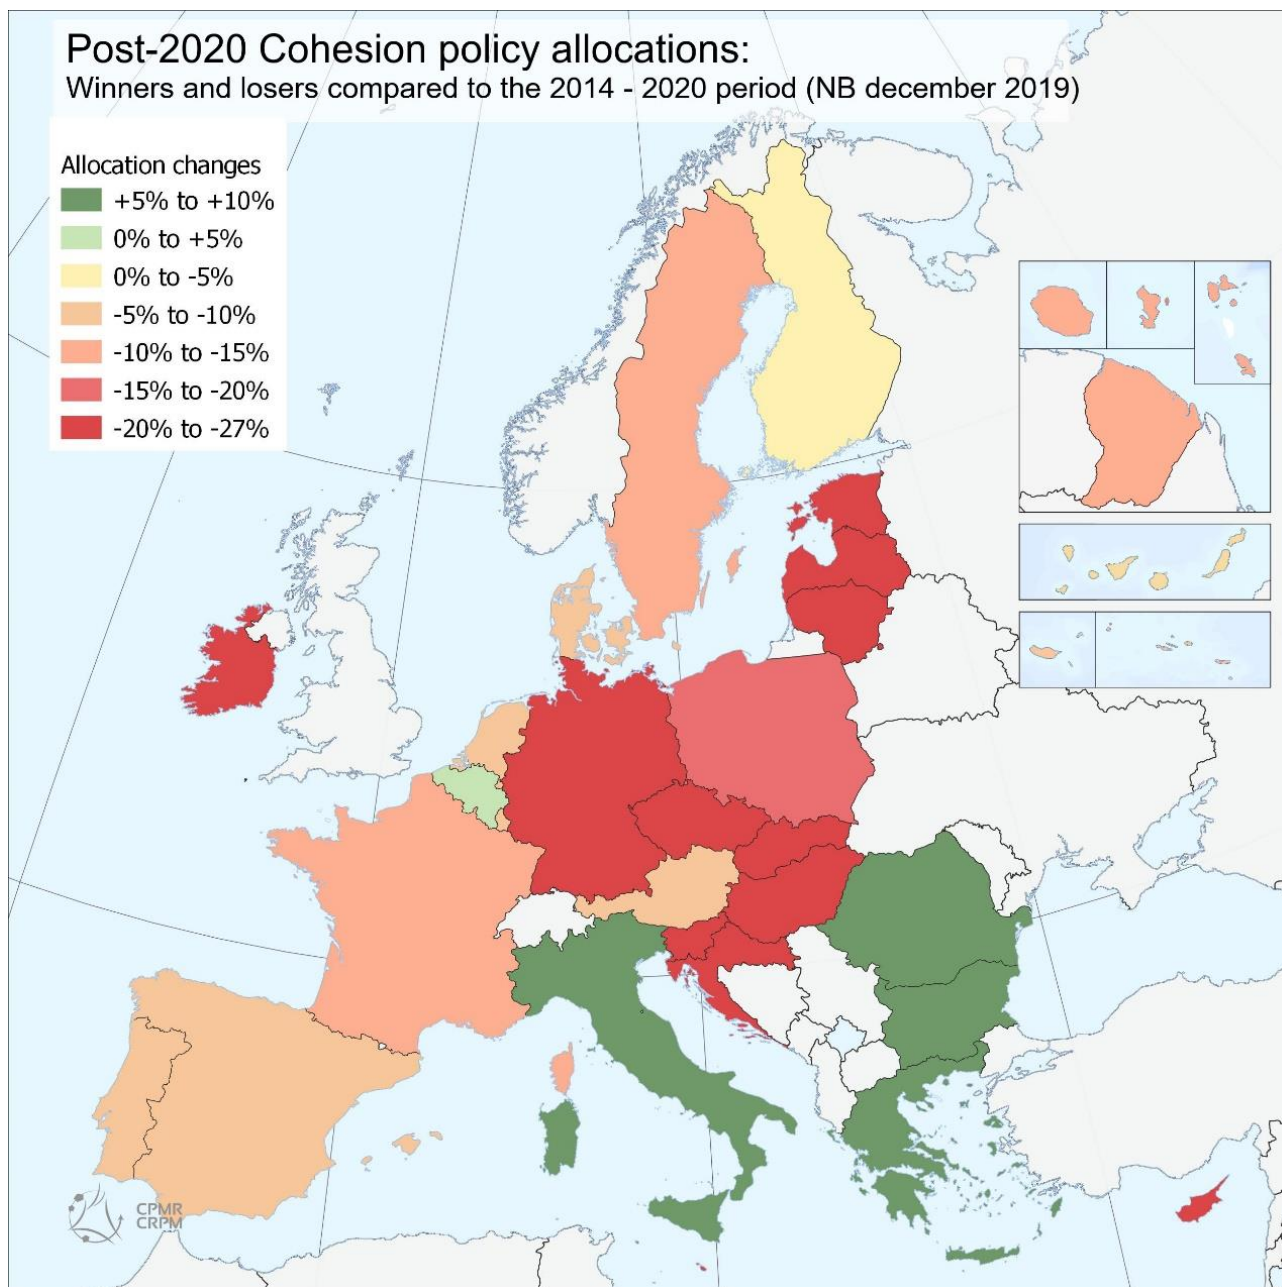 Post-2020 Cohesion policy allocations:
Winners and losers compared to the 2014 - 2020 period (NB december 2019)
Allocation changes
+5% to +10%
0% to +5%
0% to -5%
-5% to -10%
-10% to -15%
-15% to -20%
-20% to -27%
CPMR
CRPM